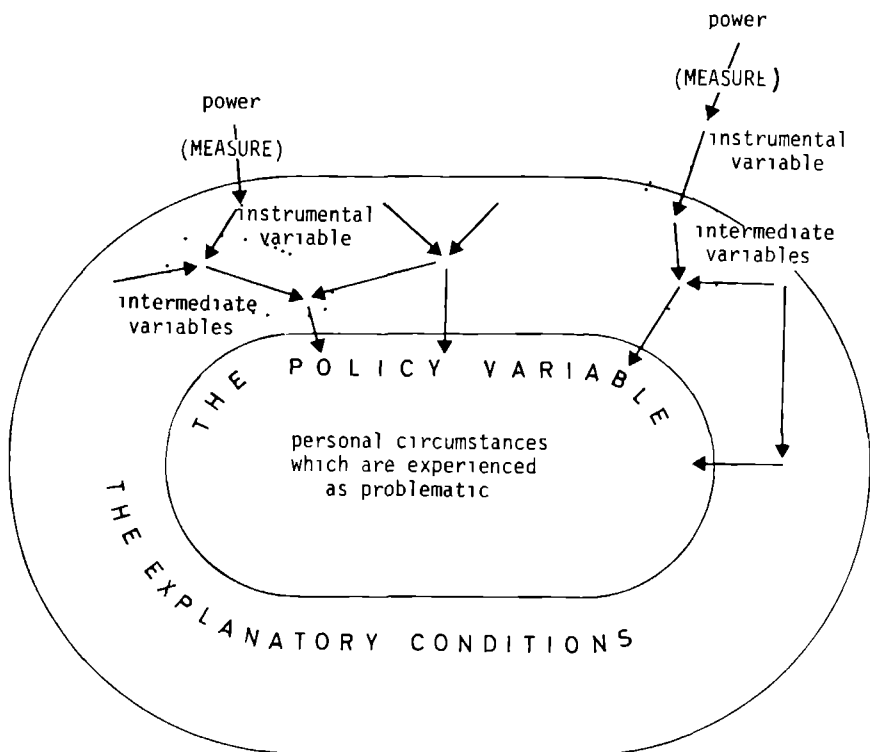 power
(MEASURE)
instrumental
variable
intermediate
variables
power
(MEASURE)
instrumental
variable
intermediate
variables
THE POLICY VARIABLE
personal circumstances
which are experienced
as problematic
THE EXPLANATORY CONDITIONS